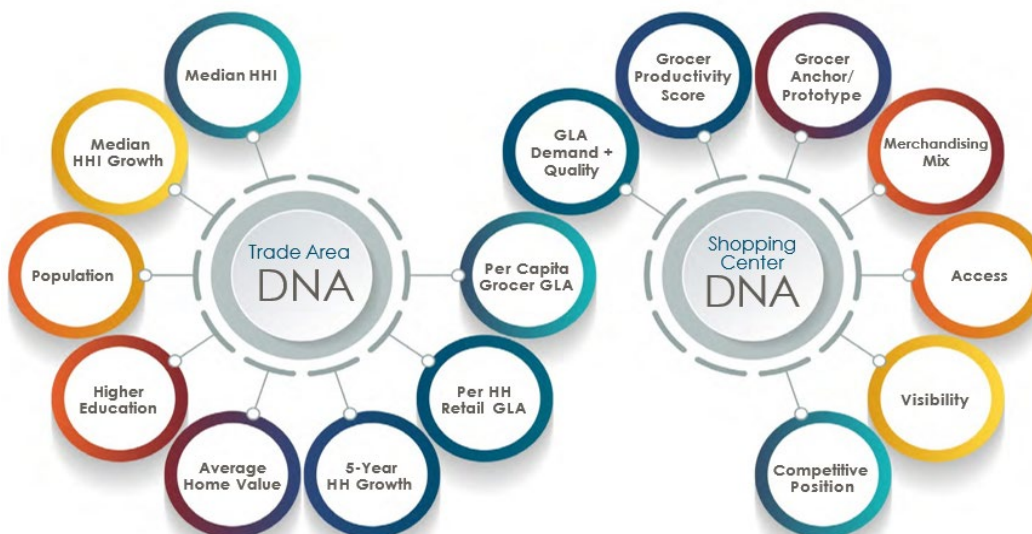 Median HHI
Median
HHI Growth
Population
Higher
Education
Average
Home Value
5-Year
HH Growth
Per HH
Retail GLA
Per Capita
Grocer GLA
Trade Area
DNA
GLA
Demand +
Quality
Grocer
Productivity
Score
Grocer
Anchor/
Prototype
Merchandising
Mix
Access
Visibility
Competitive
Position
Shopping
Center
DNA